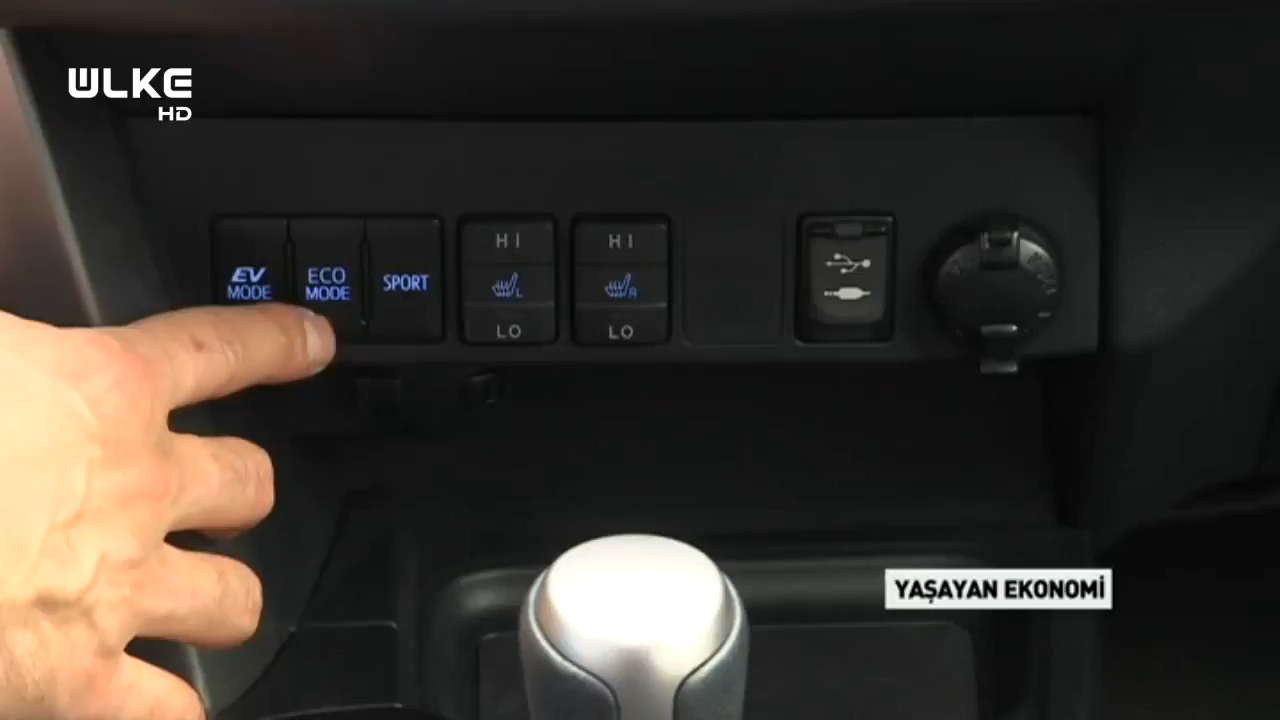 ULKE
HD
EV
MODE
ECO
MODE
SPORT
HI
L
LO
HI
R
LO
YAŞAYAN EKONOMİ